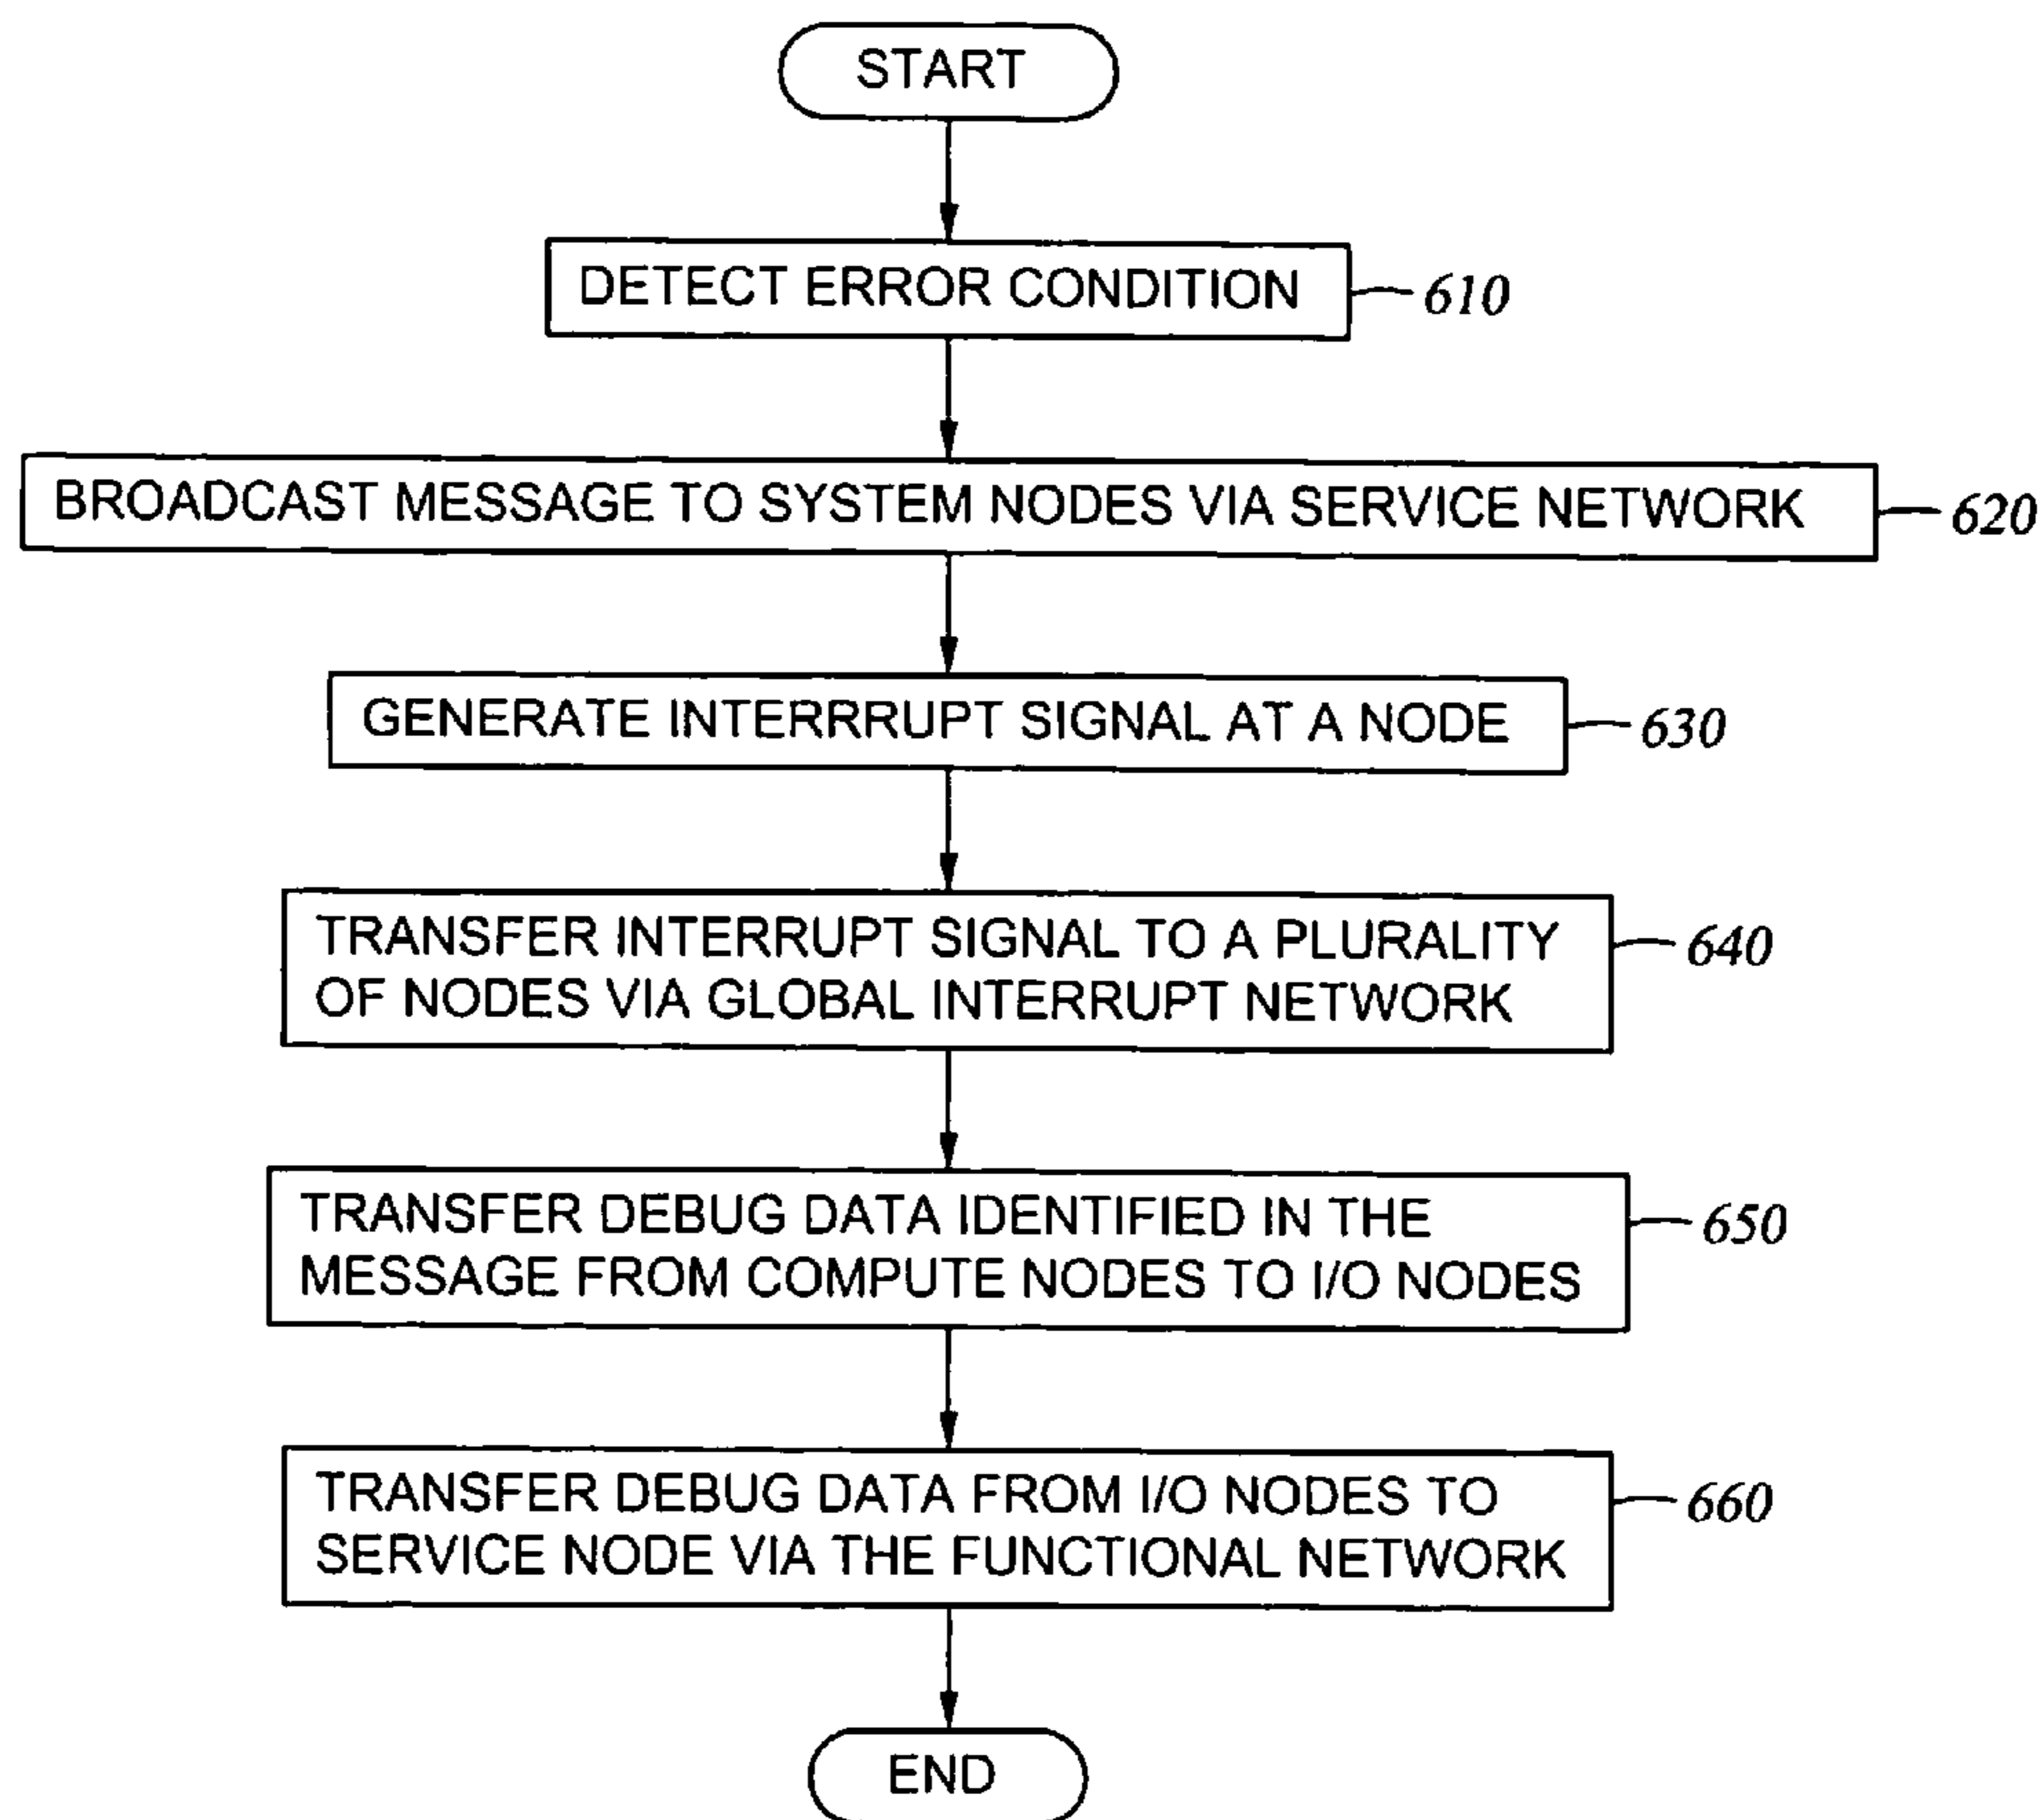 START
DETECT ERROR CONDITION
610
BROADCAST MESSAGE TO SYSTEM NODES VIA SERVICE NETWORK
620
GENERATE INTERRRUPT SIGNAL AT A NODE
630
TRANSFER INTERRUPT SIGNAL TO A PLURALITY
OF NODES VIA GLOBAL INTERRUPT NETWORK
640
TRANSFER DEBUG DATA IDENTIFIED IN THE
MESSAGE FROM COMPUTE NODES TO I/O NODES
650
TRANSFER DEBUG DATA FROM I/O NODES TO
SERVICE NODE VIA THE FUNCTIONAL NETWORK
660
END